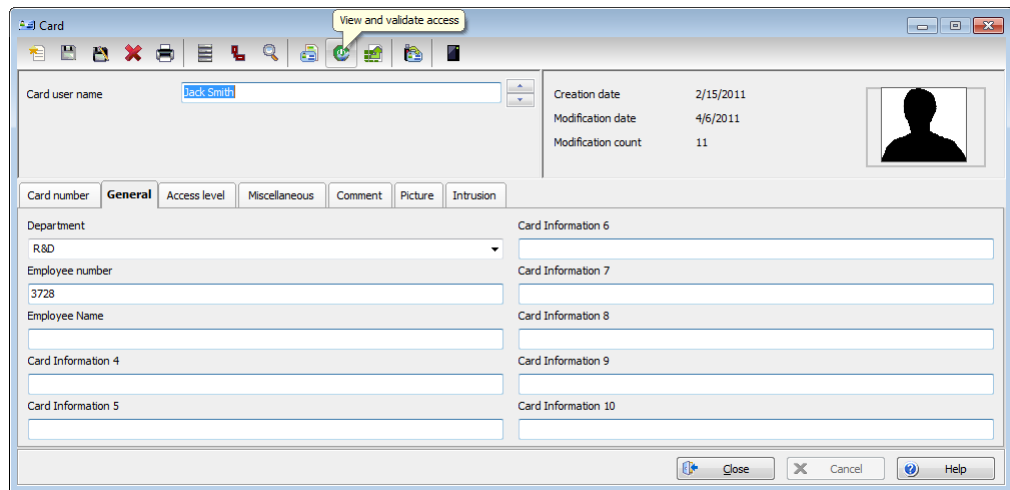 Card
View and validate access
Card user name
Jack Smith
Creation date 2/15/2011
Modification date 4/6/2011
Modification count 11
Card number General Access level Miscellaneous Comment Picture Intrusion
Department
R&D
Employee number
3728
Employee Name
Card Information 4
Card Information 5
Card Information 6
Card Information 7
Card Information 8
Card Information 9
Card Information 10
Close Cancel Help